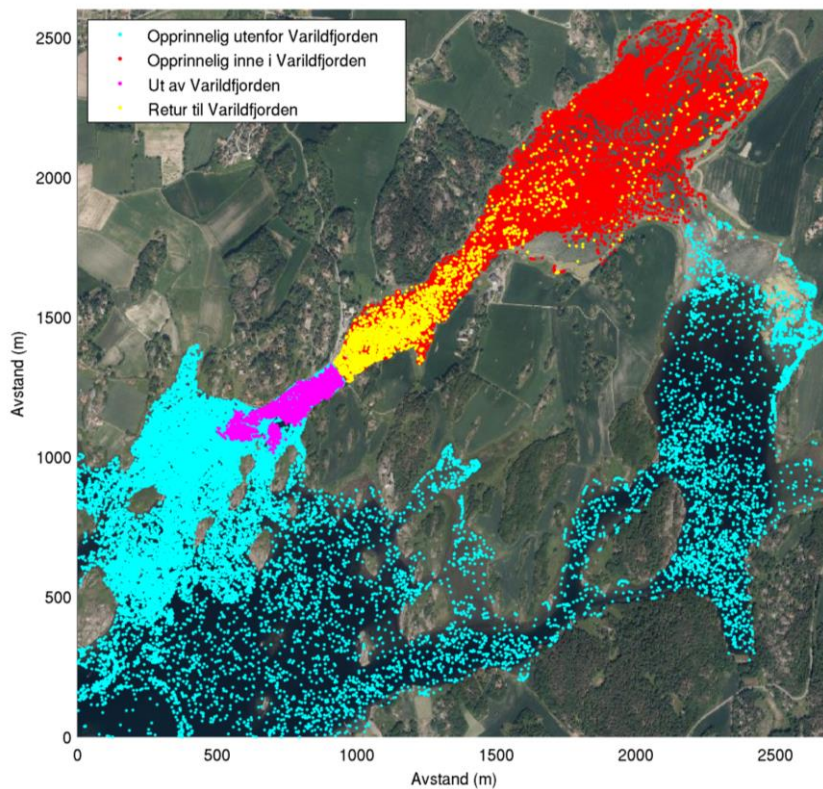 Opprinnelig utenfor Varildfjorden
Opprinnelig inne i Varildfjorden
Ut av Varildfjorden
Retur til Varildfjorden
2500
2000
1500
1000
500
0
Avstand (m)
0
500
1000
1500
2000
2500
Avstand (m)